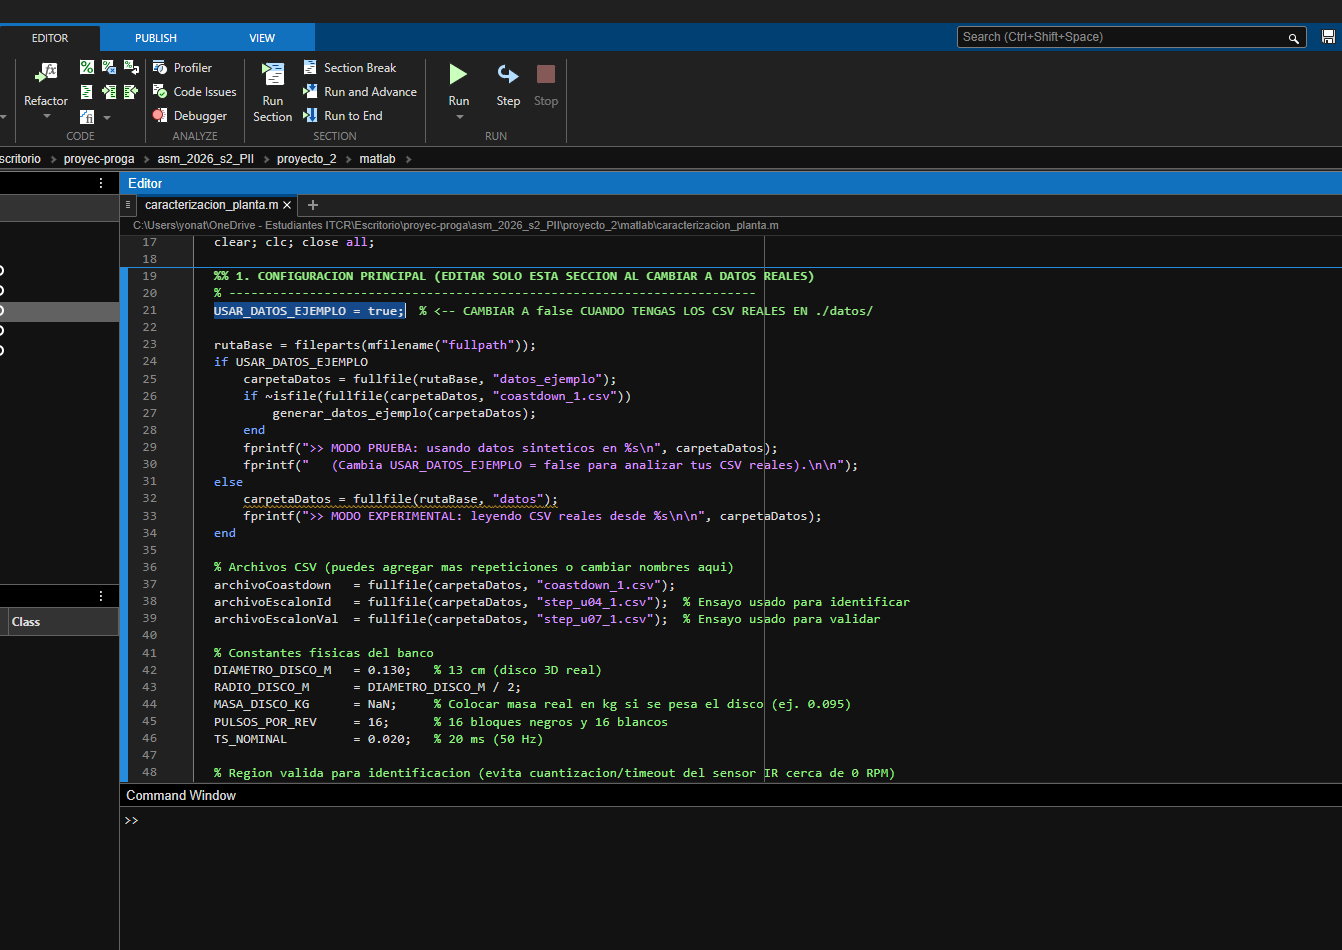 EDITOR PUBLISH VIEW
Search (Ctrl+Shift+Space)
Refactor
fx
fi
CODE
Profiler
Code Issues
Debugger
ANALYZE
Run Section
Section Break
Run and Advance
Run to End
SECTION
Run
Step
Stop
RUN
scritorio proyec-proga asm_2026_s2_PII proyecto_2 matlab
Editor
caracterizacion_planta.m
C:\Users\yonat\OneDrive - Estudiantes ITCR\Escritorio\proyec-proga\asm_2026_s2_PII\proyecto_2\matlab\caracterizacion_planta.m
17 clear; clc; close all;
18
19 %% 1. CONFIGURACION PRINCIPAL (EDITAR SOLO ESTA SECCION AL CAMBIAR A DATOS REALES)
20 % ------------------------------------------------------------------------
21 USAR_DATOS_EJEMPLO = true; % <-- CAMBIAR A false CUANDO TENGAS LOS CSV REALES EN ./datos/
22
23 rutaBase = fileparts(mfilename("fullpath"));
24 if USAR_DATOS_EJEMPLO
25 carpetaDatos = fullfile(rutaBase, "datos_ejemplo");
26 if ~isfile(fullfile(carpetaDatos, "coastdown_1.csv"))
27 generar_datos_ejemplo(carpetaDatos);
28 end
29 fprintf(">> MODO PRUEBA: usando datos sinteticos en %s\n", carpetaDatos);
30 fprintf("   (Cambia USAR_DATOS_EJEMPLO = false para analizar tus CSV reales).\n\n");
31 else
32 carpetaDatos = fullfile(rutaBase, "datos");
33 fprintf(">> MODO EXPERIMENTAL: leyendo CSV reales desde %s\n\n", carpetaDatos);
34 end
35
36 % Archivos CSV (puedes agregar mas repeticiones o cambiar nombres aqui)
37 archivoCoastdown   = fullfile(carpetaDatos, "coastdown_1.csv");
38 archivoEscalonId   = fullfile(carpetaDatos, "step_u04_1.csv");  % Ensayo usado para identificar
39 archivoEscalonVal  = fullfile(carpetaDatos, "step_u07_1.csv");  % Ensayo usado para validar
40
41 % Constantes fisicas del banco
42 DIAMETRO_DISCO_M   = 0.130;   % 13 cm (disco 3D real)
43 RADIO_DISCO_M      = DIAMETRO_DISCO_M / 2;
44 MASA_DISCO_KG      = NaN;     % Colocar masa real en kg si se pesa el disco (ej. 0.095)
45 PULSOS_POR_REV     = 16;      % 16 bloques negros y 16 blancos
46 TS_NOMINAL         = 0.020;   % 20 ms (50 Hz)
47
48 % Region valida para identificacion (evita cuantizacion/timeout del sensor IR cerca de 0 RPM)
Class
Command Window
>>